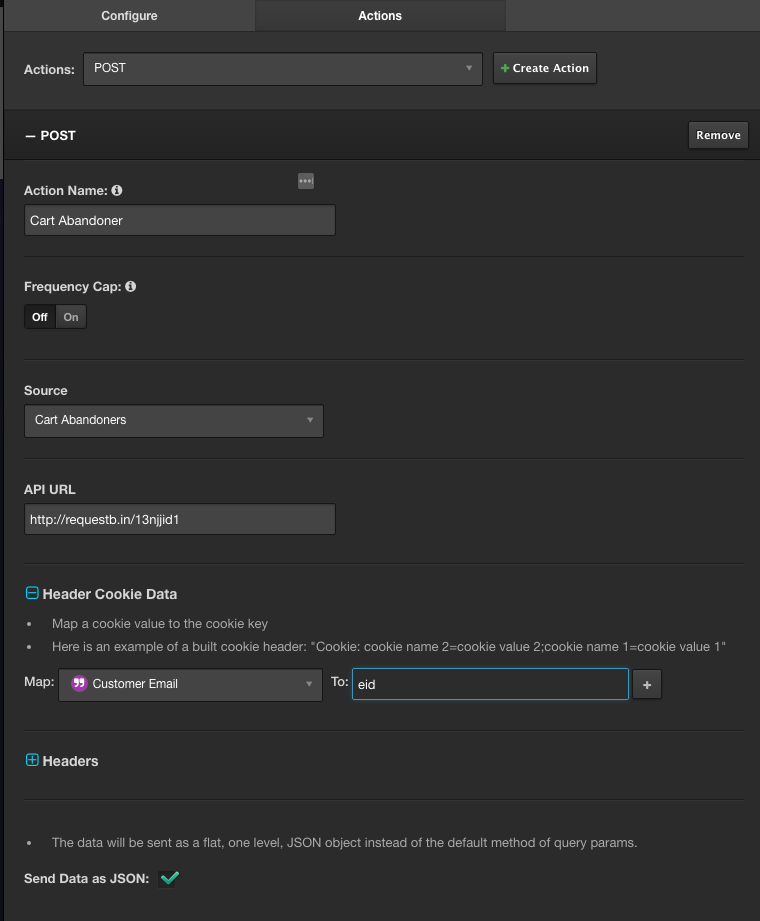 Configure
Actions
Actions: POST + Create Action
— POST Remove
Action Name:
Cart Abandoner
Frequency Cap:
Off On
Source
Cart Abandoners
API URL
http://requestb.in/13njjid1
Header Cookie Data
• Map a cookie value to the cookie key
• Here is an example of a built cookie header: "Cookie: cookie name 2=cookie value 2;cookie name 1=cookie value 1"
Map: Customer Email To: eid +
Headers
• The data will be sent as a flat, one level, JSON object instead of the default method of query params.
Send Data as JSON: